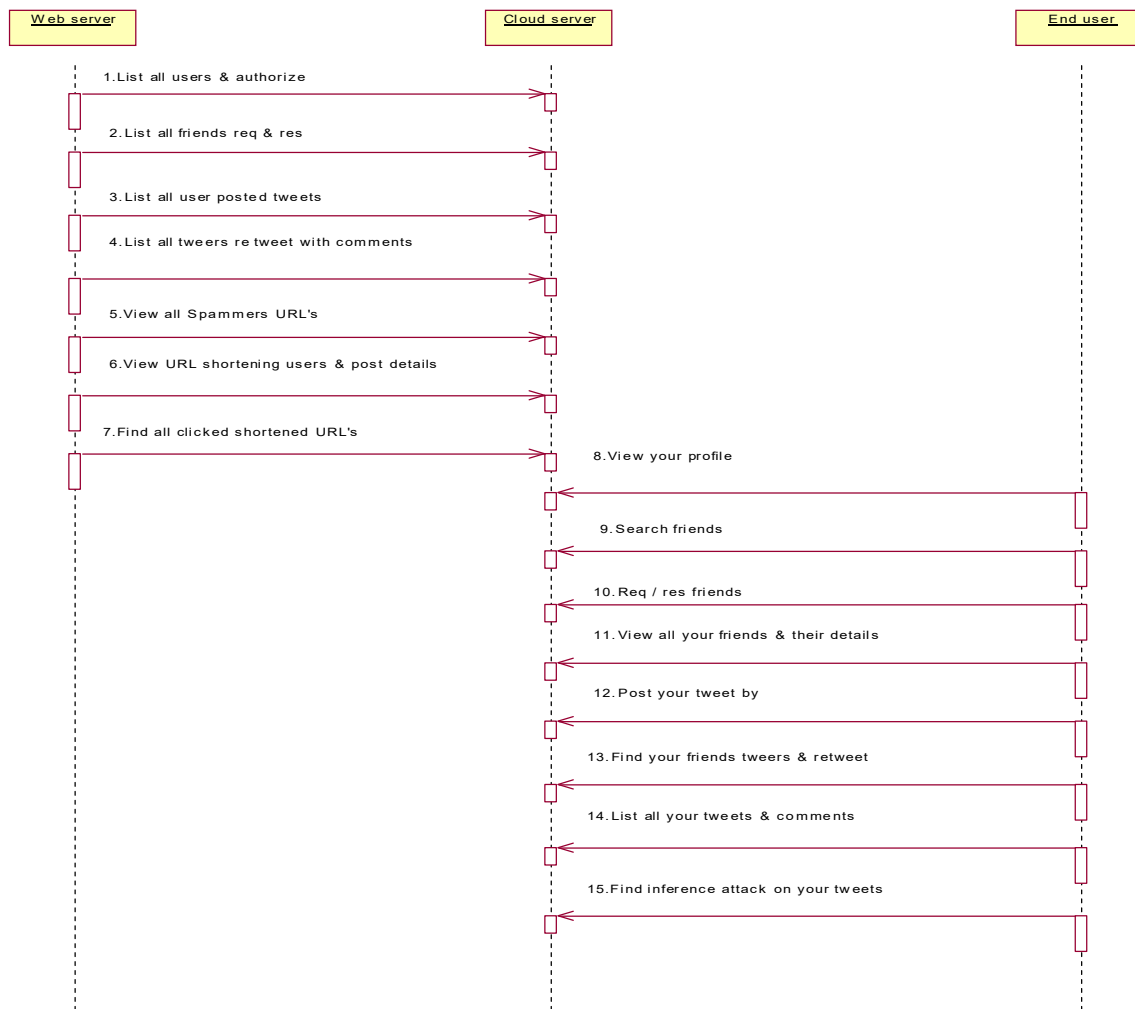 Web server
Cloud server
End user
1.List all users & authorize
2.List all friends req & res
3.List all user posted tweets
4.List all tweers re tweet with comments
5.View all Spammers URL's
6.View URL shortening users & post details
7.Find all clicked shortened URL's
8.View your profile
9.Search friends
10.Req / res friends
11.View all your friends & their details
12.Post your tweet by
13.Find your friends tweers & retweet
14.List all your tweets & comments
15.Find inference attack on your tweets